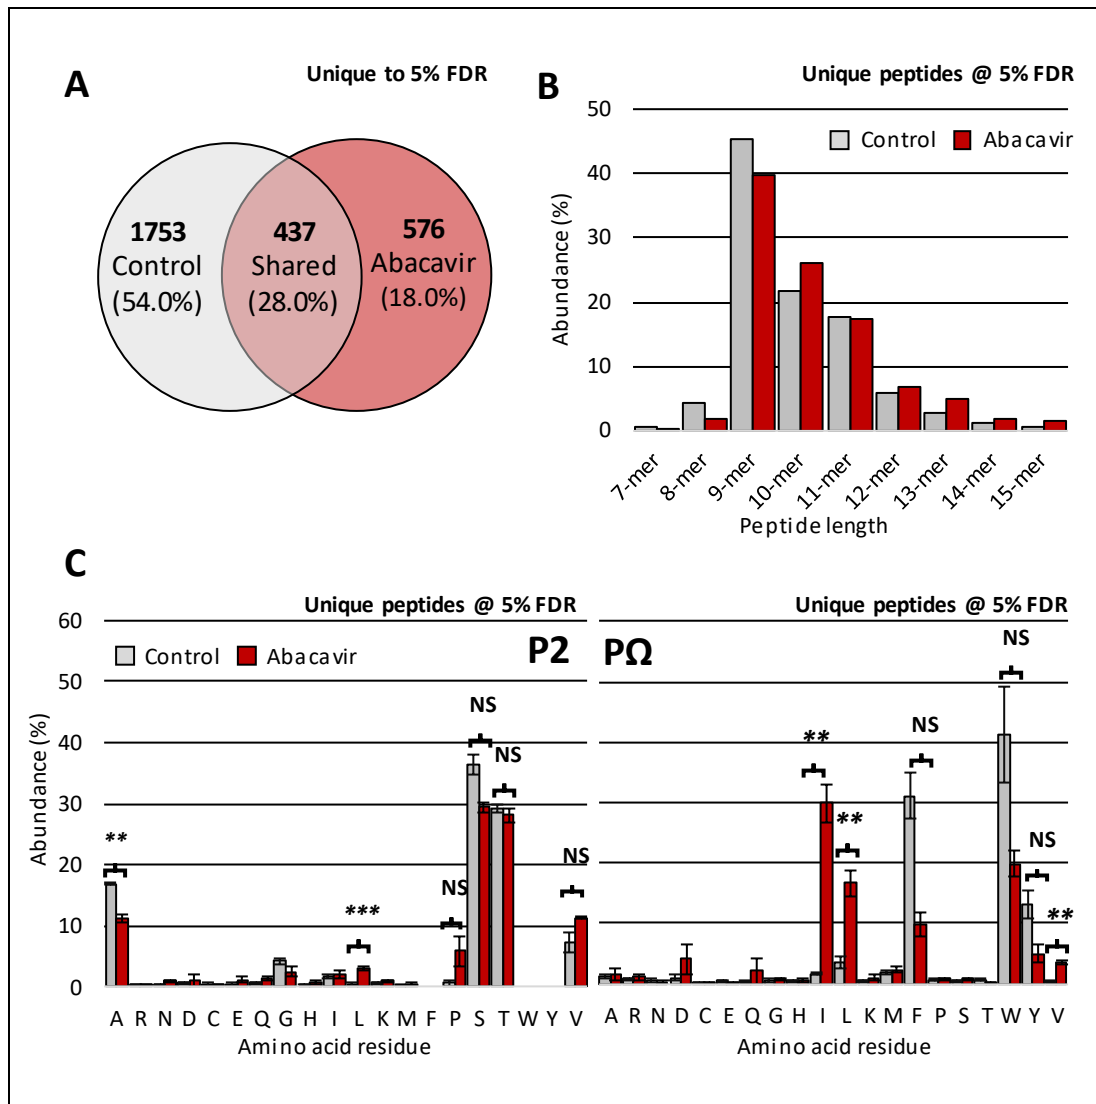 A
Unique to 5% FDR
1753
Control
(54.0%)
437
Shared
(28.0%)
576
Abacavir
(18.0%)
B
Unique peptides @ 5% FDR
Control
Abacavir
Abundance (%)
50
40
30
20
10
0
7-mer
8-mer
9-mer
10-mer
11-mer
12-mer
13-mer
14-mer
15-mer
Peptide length
C
Unique peptides @ 5% FDR
Control
Abacavir
P2
Abundance (%)
60
50
40
30
20
10
0
**
***
NS
NS
NS
NS
A R N D C E Q G H I L K M F P S T W Y V
Amino acid residue
Unique peptides @ 5% FDR
PΩ
**
**
NS
NS
NS
**
A R N D C E Q G H I L K M F P S T W Y V
Amino acid residue